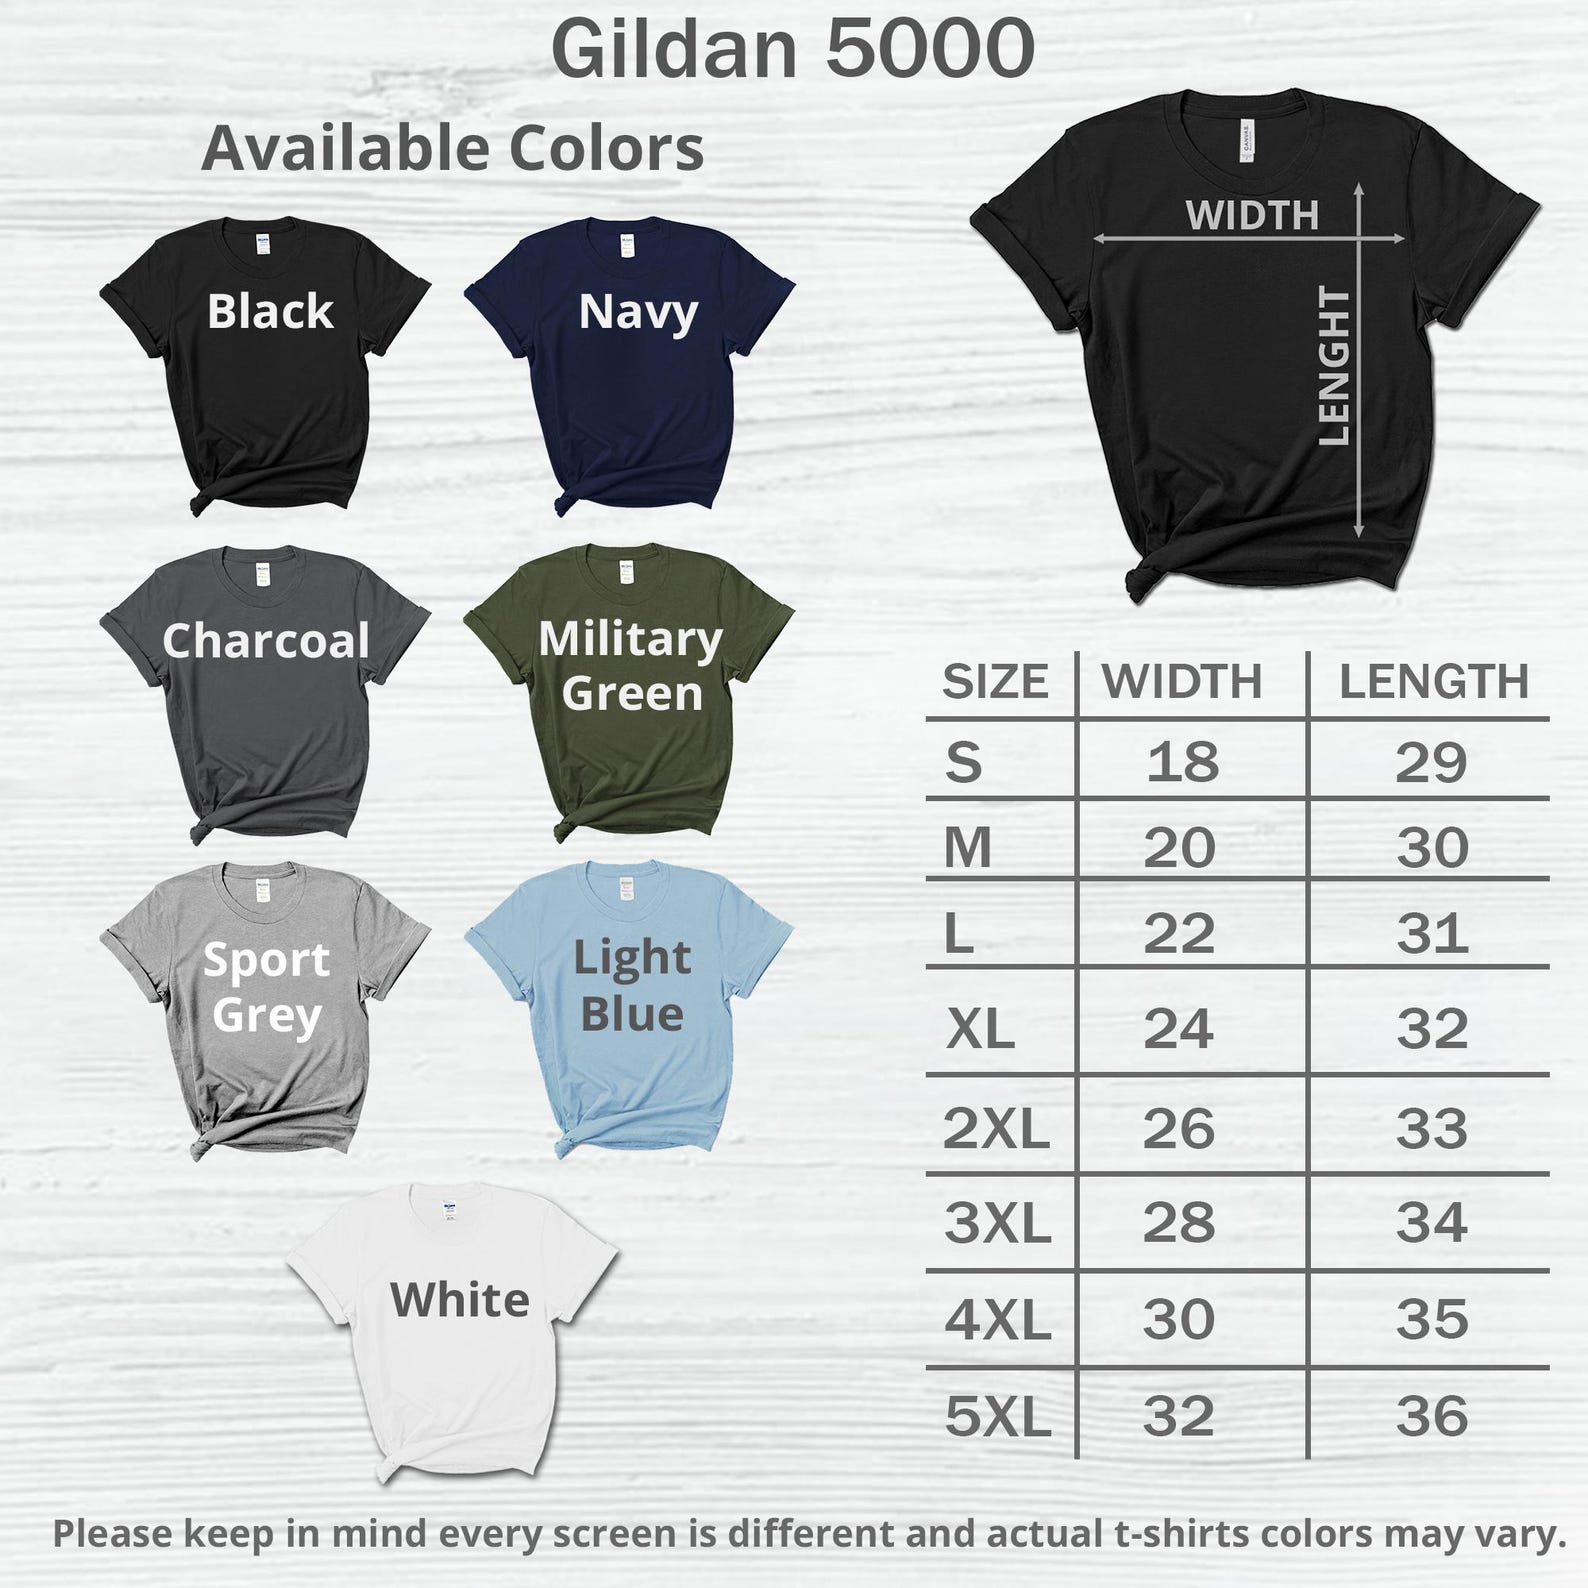 Gildan 5000
Available Colors
Black
Navy
Charcoal
Military
Green
Sport
Grey
Light
Blue
White
CANVAS
WIDTH
LENGHT
SIZE WIDTH LENGTH
S 18 29
M 20 30
L 22 31
XL 24 32
2XL 26 33
3XL 28 34
4XL 30 35
5XL 32 36
Please keep in mind every screen is different and actual t-shirts colors may vary.